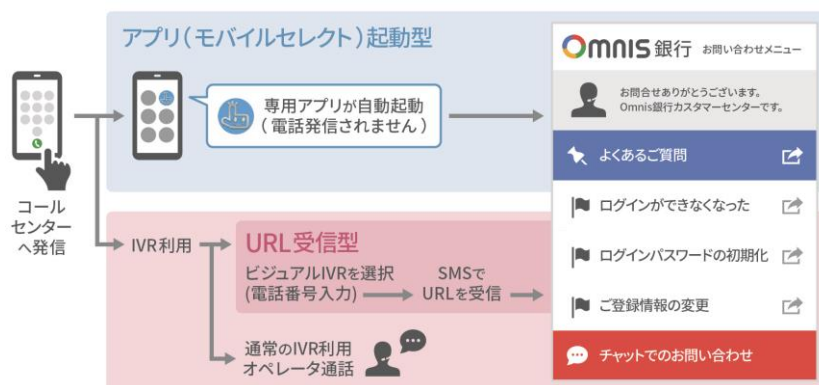 アプリ（モバイルセレクト）起動型
専用アプリが自動起動
（電話発信されません）
コール
センター
へ発信
IVR利用
URL受信型
ビジュアルIVRを選択
(電話番号入力)
SMSで
URLを受信
通常のIVR利用
オペレータ通話
OMNIS 銀行 お問い合わせメニュー
お問合せありがとうございます。
Omnis銀行カスタマーセンターです。
よくあるご質問
ログインができなくなった
ログインパスワードの初期化
ご登録情報の変更
チャットでのお問い合わせ